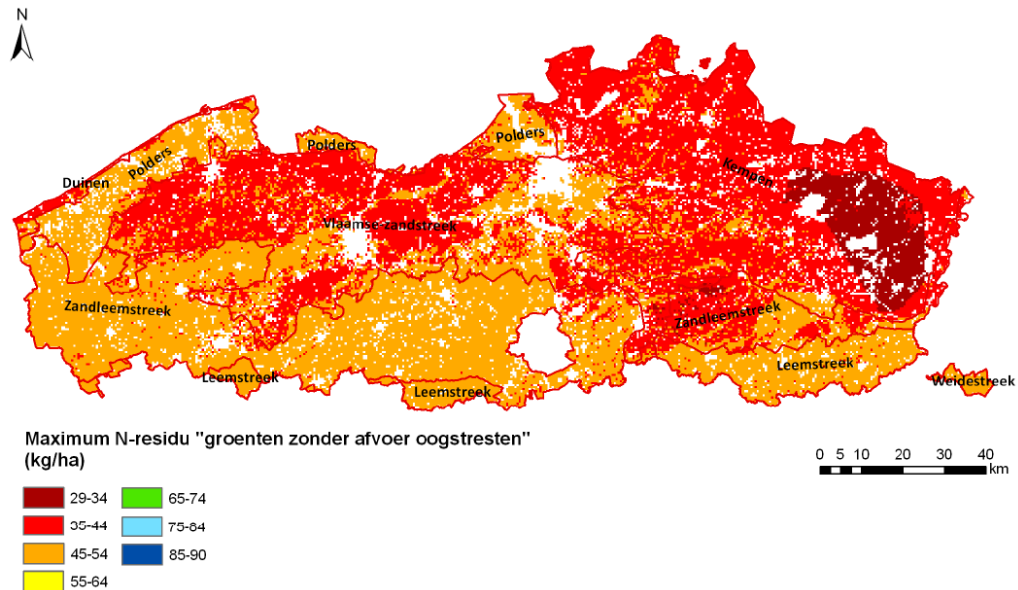 N
Polders
Polders
Polders
Duinen
Kempen
Vlaamse-zandstreek
Zandleemstreek
Zandleemstreek
Leemstreek
Leemstreek
Leemstreek
Weidestreek
Maximum N-residu "groenten zonder afvoer oogstresten"
(kg/ha)
0 5 10 20 30 40
km
29-34 65-74
35-44 75-84
45-54 85-90
55-64